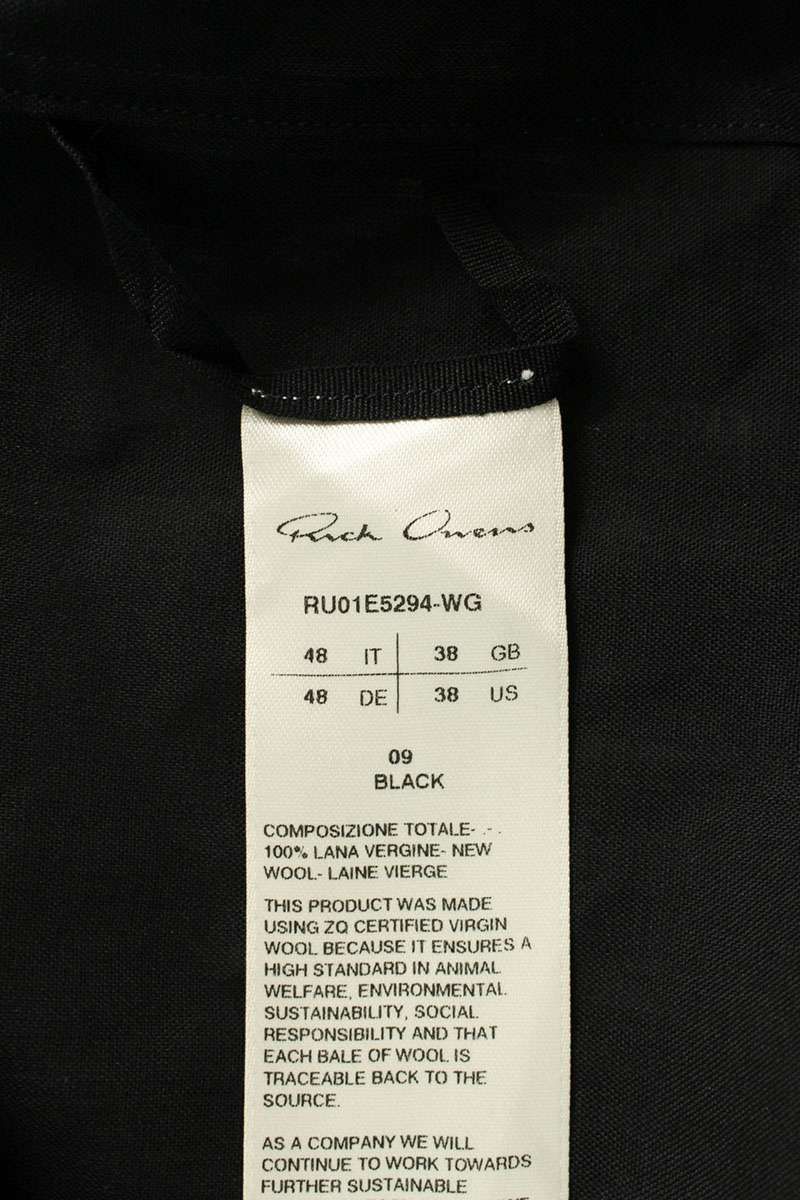 Rick Owens
RU01E5294-WG
48 IT 38 GB
48 DE 38 US
09
BLACK
COMPOSIZIONE TOTALE- .- .
100% LANA VERGINE- NEW
WOOL- LAINE VIERGE
THIS PRODUCT WAS MADE
USING ZQ CERTIFIED VIRGIN
WOOL BECAUSE IT ENSURES A
HIGH STANDARD IN ANIMAL
WELFARE, ENVIRONMENTAL
SUSTAINABILITY, SOCIAL
RESPONSIBILITY AND THAT
EACH BALE OF WOOL IS
TRACEABLE BACK TO THE
SOURCE.
AS A COMPANY WE WILL
CONTINUE TO WORK TOWARDS
FURTHER SUSTAINABLE